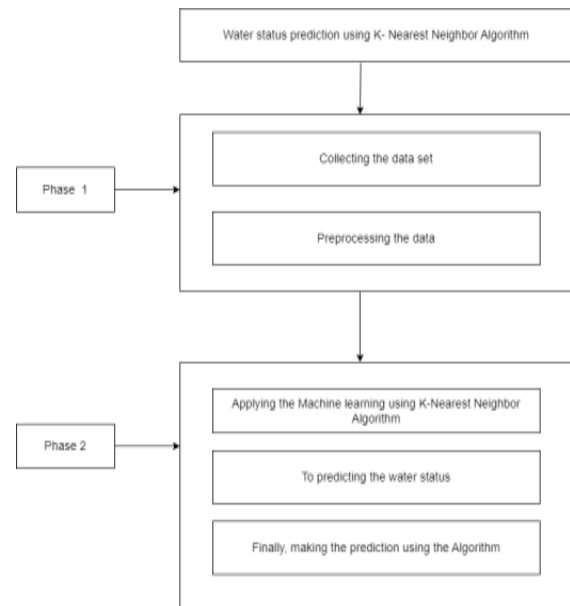 Water status prediction using K- Nearest Neighbor Algorithm
Collecting the data set
Phase 1
Preprocessing the data
Applying the Machine learning using K-Nearest Neighbor
Algorithm
Phase 2
To predicting the water status
Finally, making the prediction using the Algorithm